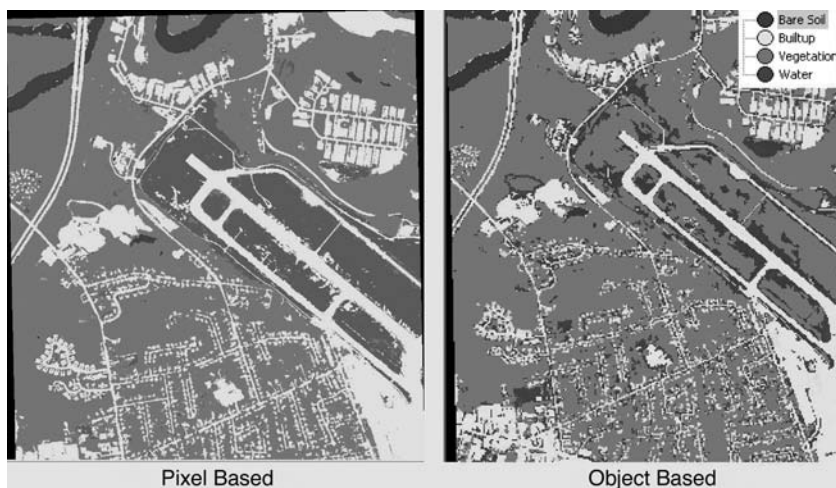 Bare Soil
Builtup
Vegetation
Water
Pixel Based
Object Based